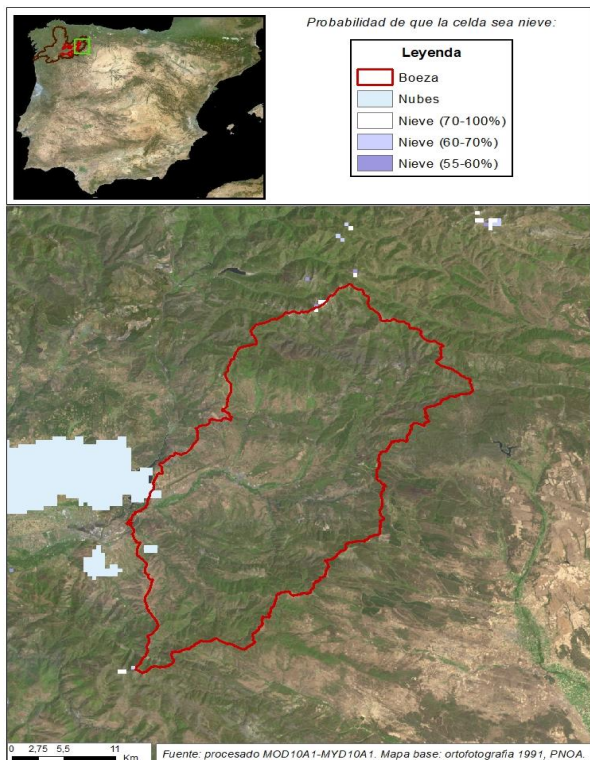 Probabilidad de que la celda sea nieve:
Leyenda
Boeza
Nubes
Nieve (70-100%)
Nieve (60-70%)
Nieve (55-60%)
0 2,75 5,5 11
Km
Fuente: procesado MOD10A1-MYD10A1. Mapa base: ortofotografia 1991, PNOA.